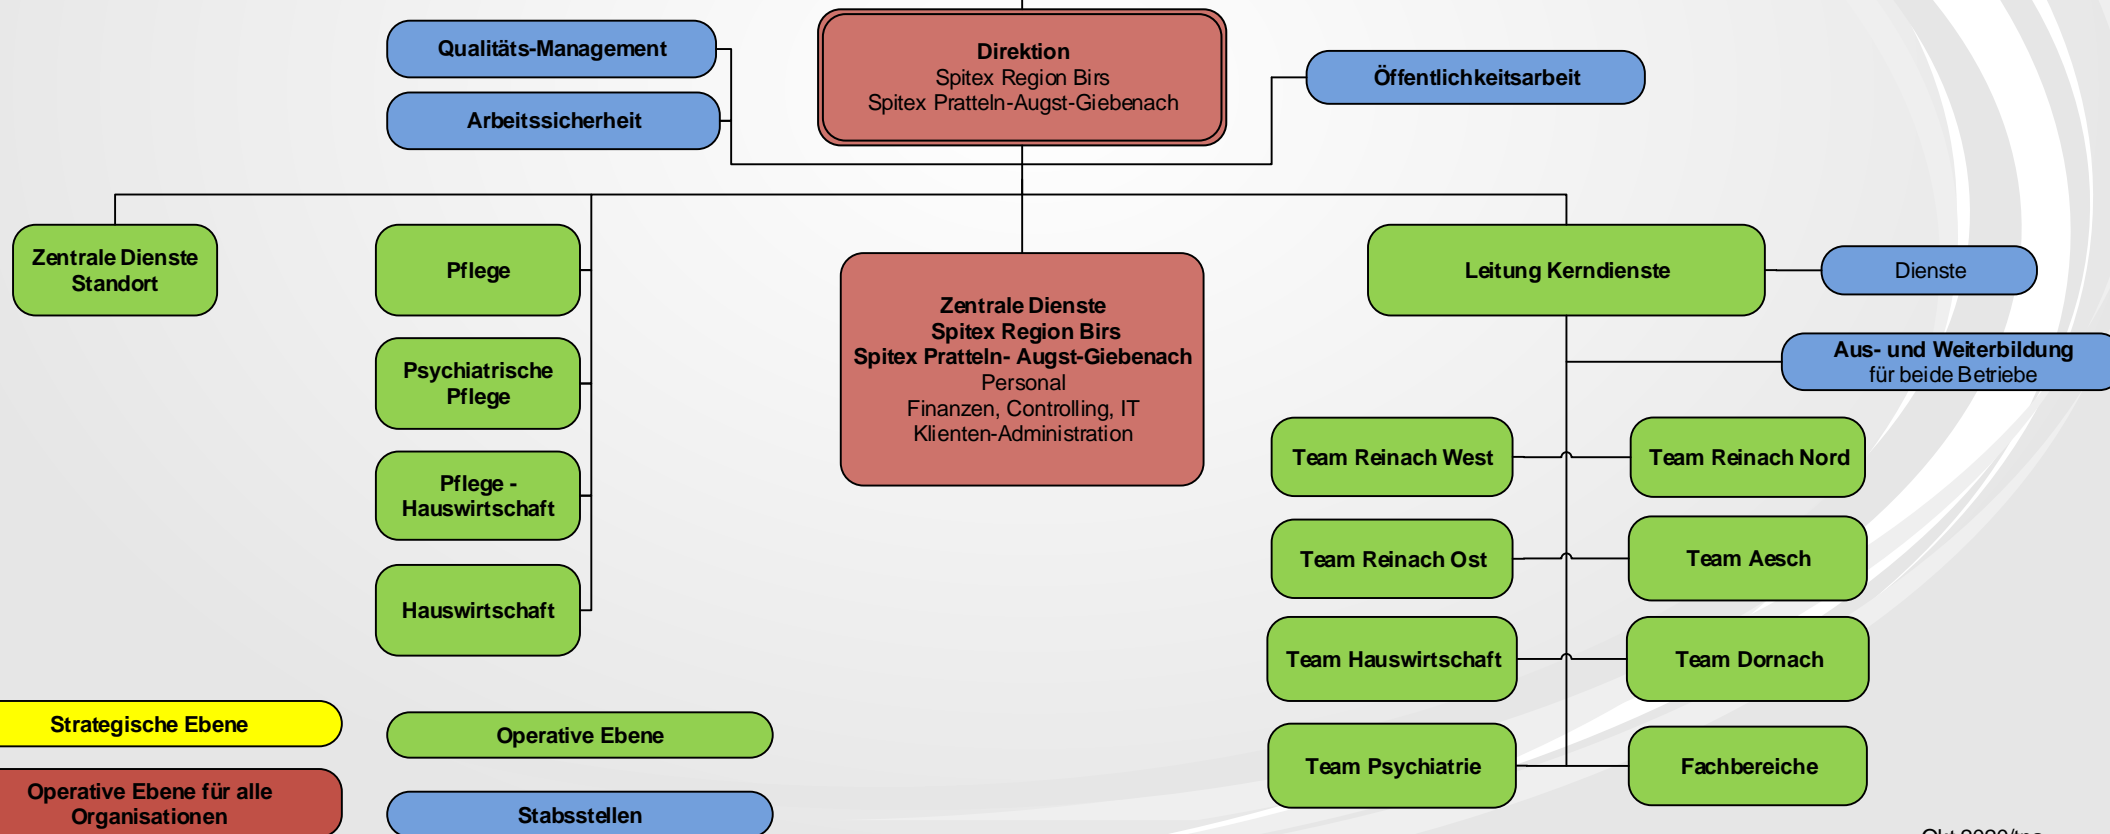 Qualitäts-Management
Arbeitssicherheit
Direktion
Spitex Region Birs
Spitex Pratteln-Augst-Giebenach
Öffentlichkeitsarbeit
Zentrale Dienste
Standort
Pflege
Psychiatrische
Pflege
Pflege -
Hauswirtschaft
Hauswirtschaft
Zentrale Dienste
Spitex Region Birs
Spitex Pratteln- Augst-Giebenach
Personal
Finanzen, Controlling, IT
Klienten-Administration
Leitung Kerndienste
Dienste
Aus- und Weiterbildung
für beide Betriebe
Team Reinach West
Team Reinach Nord
Team Reinach Ost
Team Aesch
Team Hauswirtschaft
Team Dornach
Team Psychiatrie
Fachbereiche
Strategische Ebene
Operative Ebene
Operative Ebene für alle
Organisationen
Stabsstellen